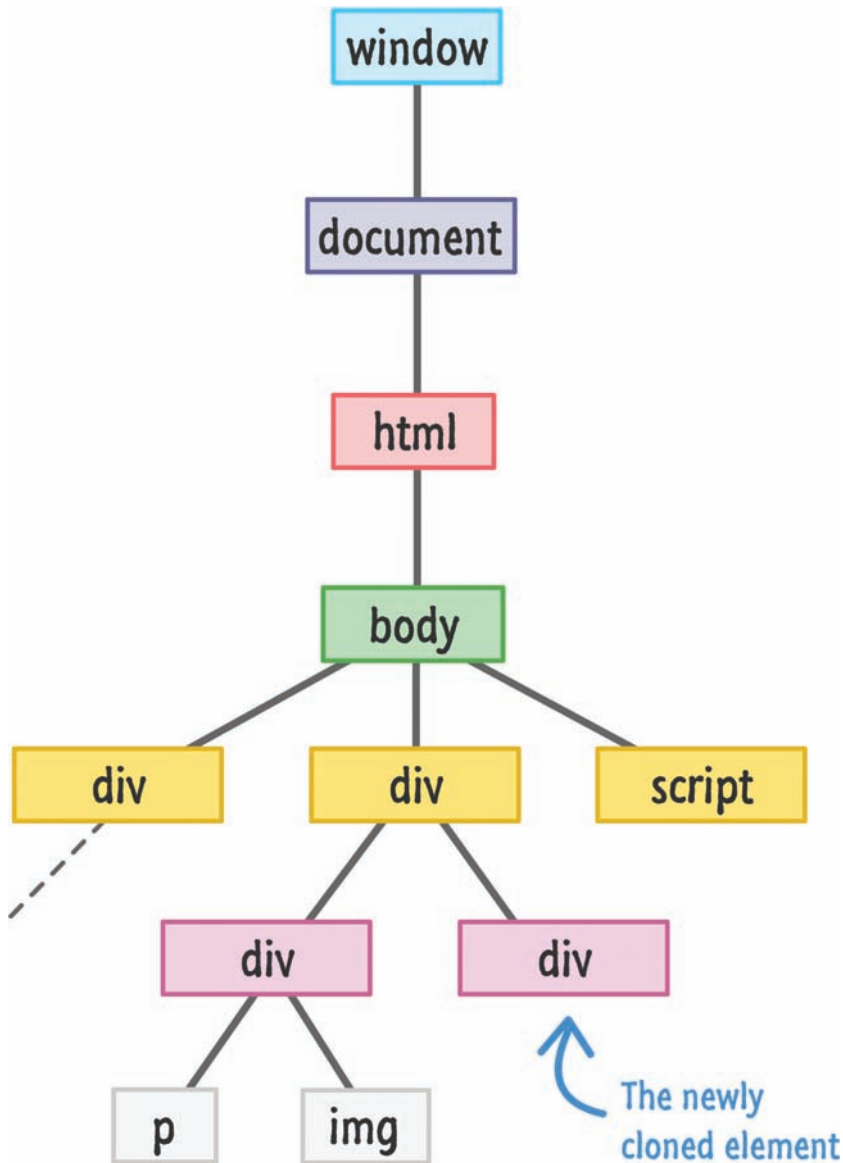 window
document
html
body
div
div
script
div
div
p
img
The newly
cloned element